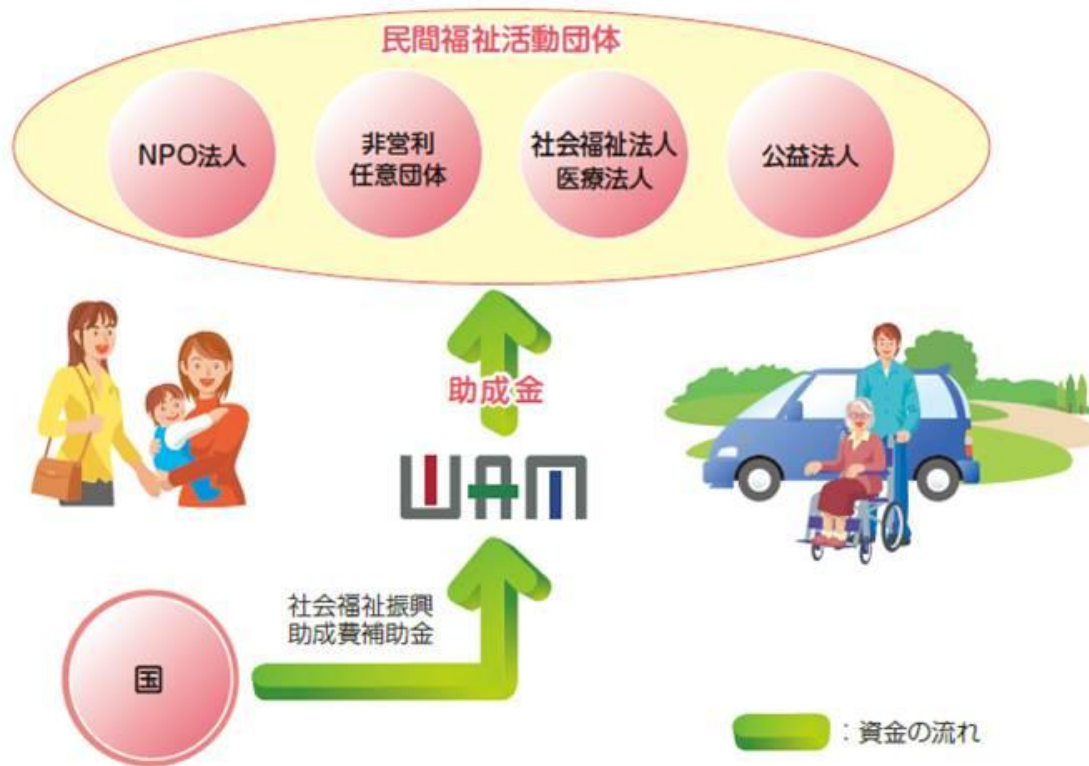 民間福祉活動団体
NPO法人
非営利
任意団体
社会福祉法人
医療法人
公益法人
助成金
WAM
社会福祉振興
助成費補助金
国
：資金の流れ